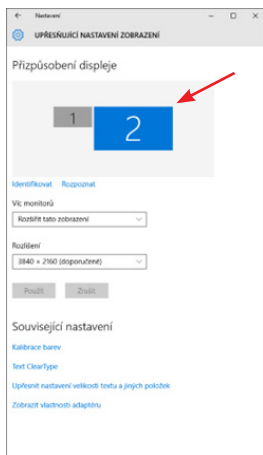 Nastavení
UPŘESŇUJÍCÍ NASTAVENÍ ZOBRAZENÍ
Přizpůsobení displeje
1
2
Identifikovat Rozpoznat
Víc monitorů
Rozšířit tato zobrazení
Rozlišení
3840 × 2160 (doporučené)
Použít Zrušit
Související nastavení
Kalibrace barev
Text ClearType
Upřesnit nastavení velikosti textu a jiných položek
Zobrazit vlastnosti adaptéru